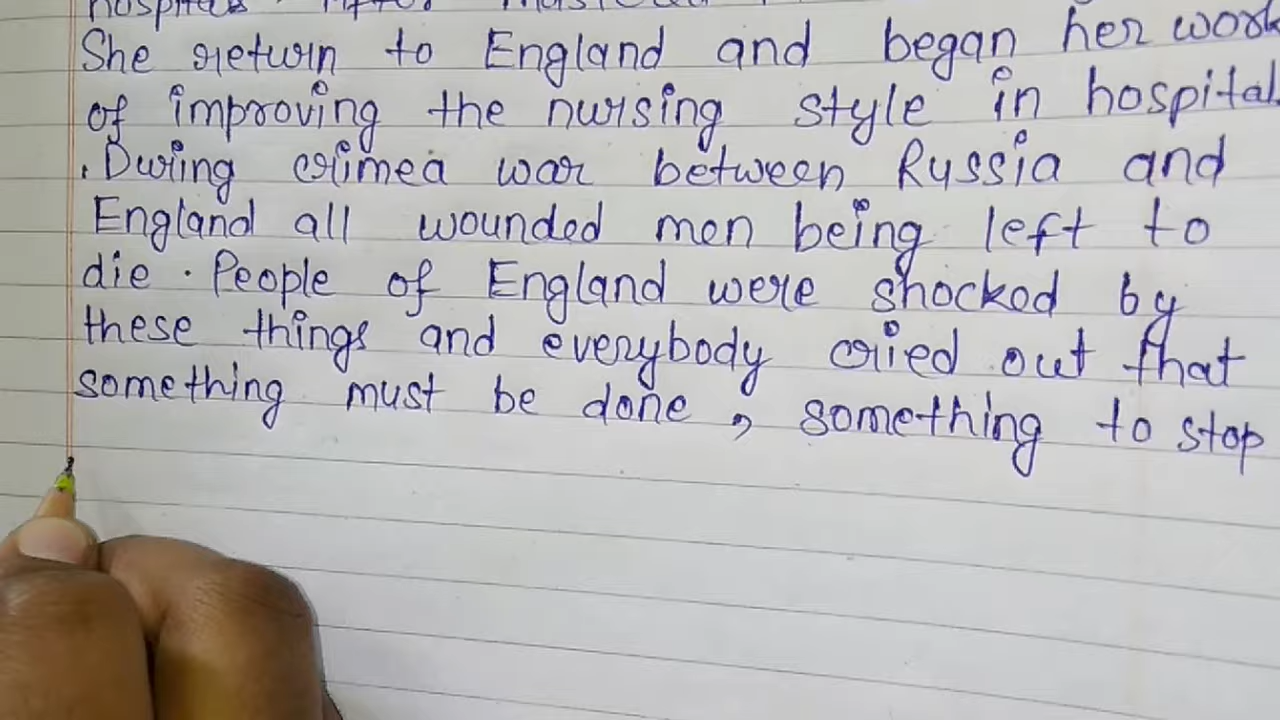 She return to England and began her work
of improving the nursing style in hospital
. During crimea war between Russia and
England all wounded men being left to
die . People of England were shocked by
these things and everybody cried out that
something must be done , something to stop